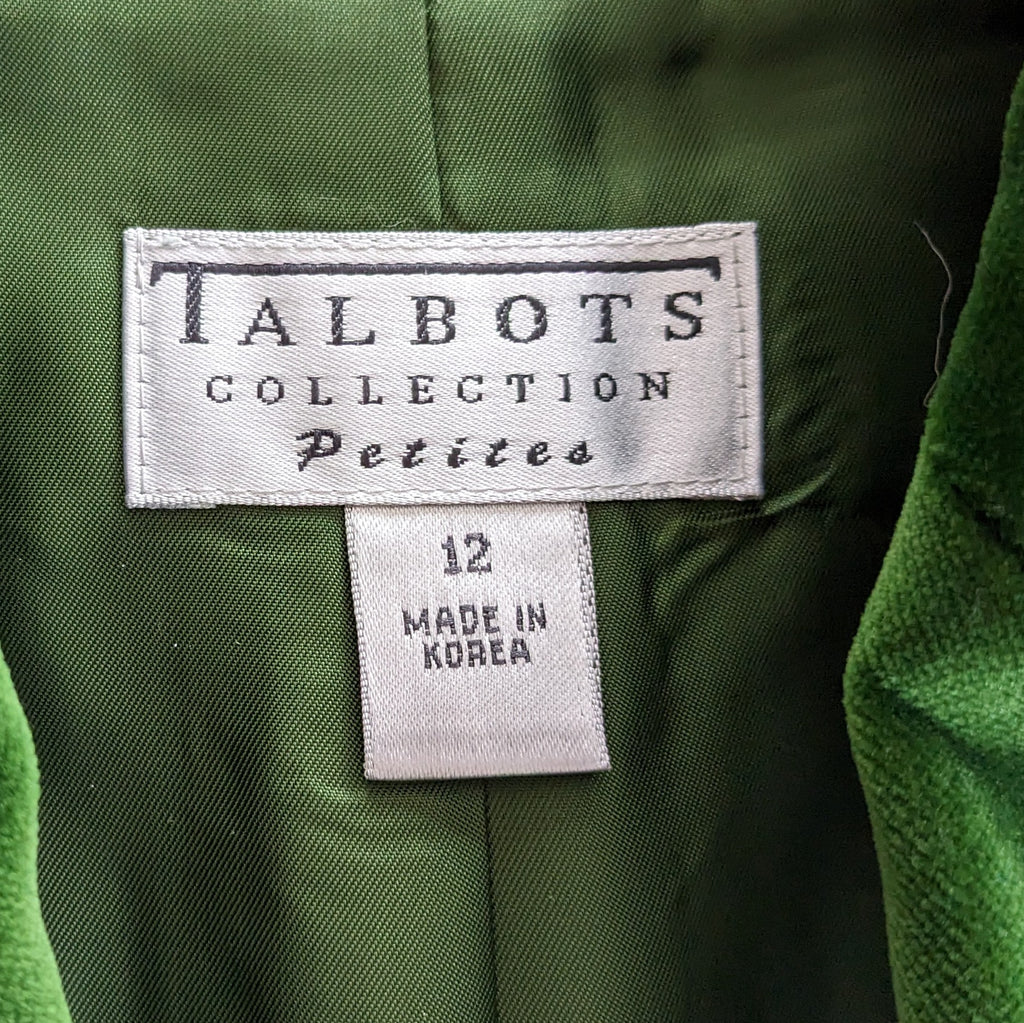 TALBOTS
COLLECTION
Petites
12
MADE IN
KOREA